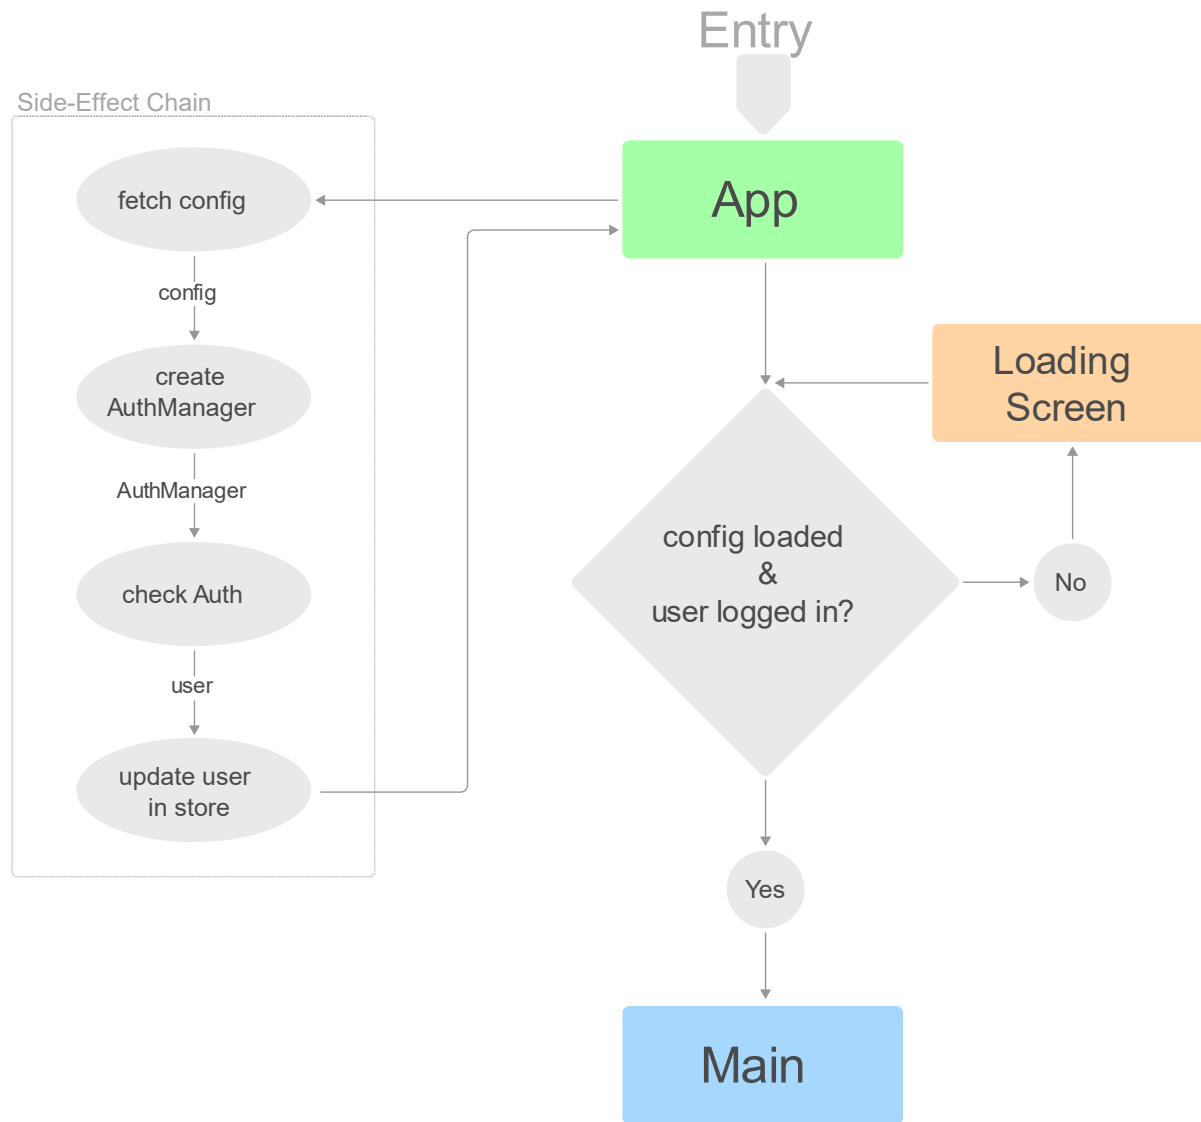 Entry
Side-Effect Chain
App
fetch config
config
create
AuthManager
AuthManager
check Auth
user
update user
in store
Loading
Screen
config loaded
&
user logged in?
No
Yes
Main